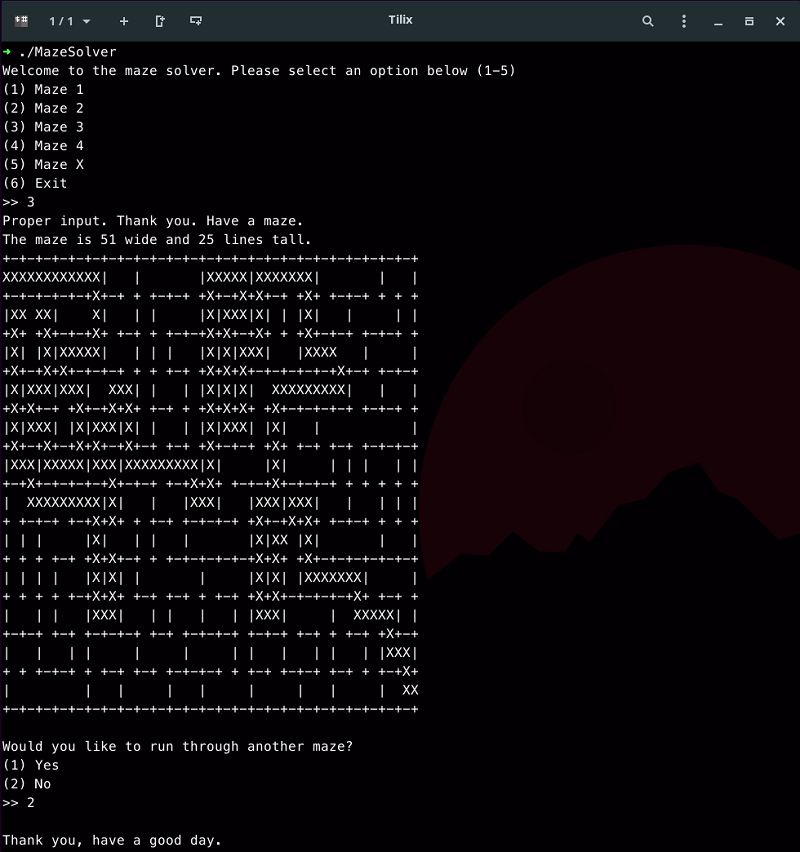 Tilix
1 / 1
➜ ./MazeSolver
Welcome to the maze solver. Please select an option below (1-5)
(1) Maze 1
(2) Maze 2
(3) Maze 3
(4) Maze 4
(5) Maze X
(6) Exit
>> 3
Proper input. Thank you. Have a maze.
The maze is 51 wide and 25 lines tall.
+-+-+-+-+-+-+-+-+-+-+-+-+-+-+-+-+-+-+-+-+-+-+-+-+-+
XXXXXXXXXXXX|   |       |XXXXX|XXXXXXX|       |   |
+-+-+-+-+-+X+-+ + +-+-+ +X+-+X+X+-+ +X+ +-+-+ + + +
|XX XX|    X|   | |     |X|XXX|X| | |X|   |     | |
+X+ +X+-+-+X+ +-+ +-+-+ +X+X+-+X+ + +X+-+ +-+-+-+ +
|X| |X|XXXXX|   | | |   |X|X|XXX|   |XXXX   |     |
+X+-+X+X+-+-+-+ + +-+-+ +X+X+X+-+-+-+-+-+X+ +-+-+-+
|X|XXX|XXX|  XXX| |   | |X|X|X|  XXXXXXXXX|   |   |
+X+X+-+ +X+-+X+X+ +-+-+ +X+X+X+ +X+-+-+-+-+-+-+ +-+
|X|XXX| |X|XXX|X| |   | |X|XXX| |X|   |           |
+X+-+X+-+X+-+X+-+ +-+-+ +X+-+-+ +X+-+ +-+ +-+-+-+ +
|XXX|XXXXX|XXX|XXXXXXXXX|X|     |X|     | | |   | |
+-+X+-+-+-+-+X+-+-+-+-+X+X+ +-+-+X+-+-+-+ + + + + +
|  XXXXXXXXX|X|   |   |XXX|   |XXX|XXX|   |   | | |
+ +-+-+ +-+X+X+ +-+ +-+-+-+ +-+X+-+X+X+ +-+-+ + + +
| | |     |X|   | |   |       |X|XX |X|       |   |
+ + + +-+ +X+X+ + + +-+-+-+-+ +X+X+ +X+-+-+-+-+-+-+
| | | |   |X|X| |       |     |X|X| |XXXXXXX|     |
+ + + + +-+X+X+ +-+-+-+-+ +-+-+X+X+-+-+-+-+X+ +-+ +
|   | |   |XXX|   | |   |   | |XXX|     |  XXXXX| |
+-+-+ +-+ +-+-+-+ + +-+ +-+ +-+ +-+-+ +-+ +-+ +X+-+
|   |   | |     |     |     | |   |   | |   | |XXX|
+ + +-+-+ +-+-+ +-+-+ +-+-+ + +-+ + +-+ +-+-+ +-+X+
|         |   |     |   |     |     |   |     |  XX
+-+-+-+-+-+-+-+-+-+-+-+-+-+-+-+-+-+-+-+-+-+-+-+-+-+
Would you like to run through another maze?
(1) Yes
(2) No
>> 2
Thank you, have a good day.